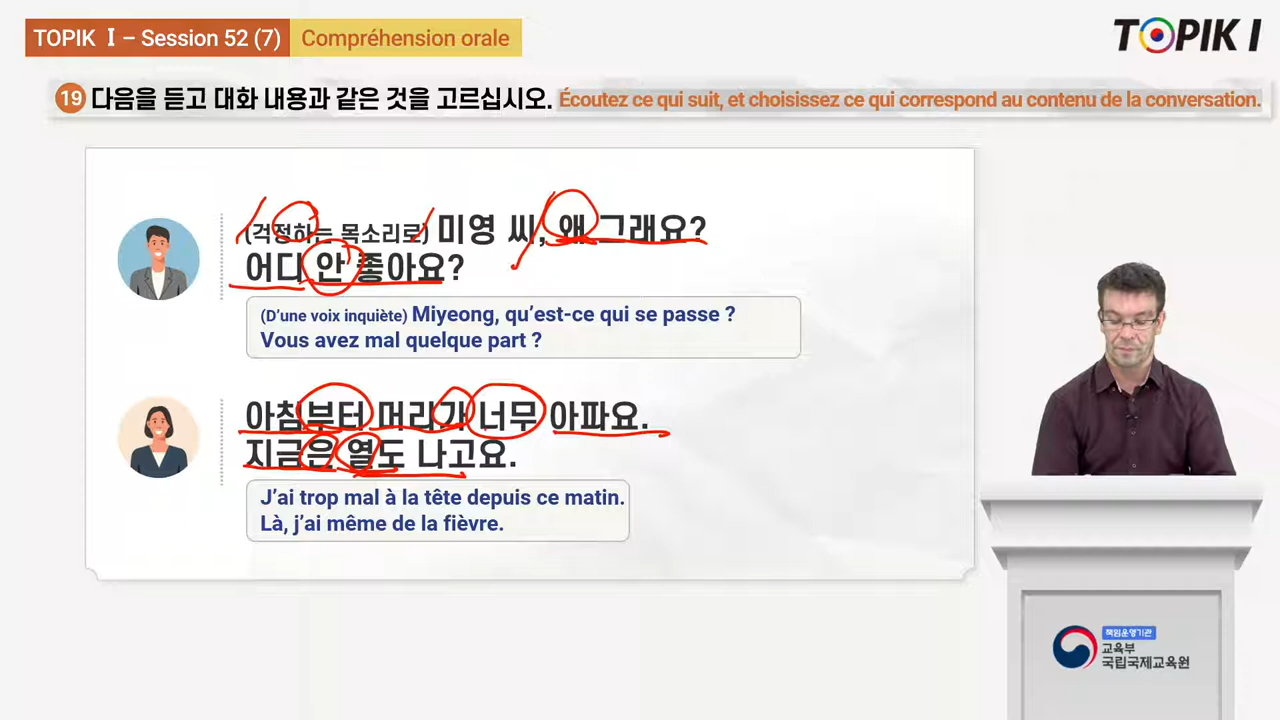 TOPIK Ⅰ – Session 52 (7) Compréhension orale
TOPIK I
19 다음을 듣고 대화 내용과 같은 것을 고르십시오. Écoutez ce qui suit, et choisissez ce qui correspond au contenu de la conversation.
(걱정하는 목소리로) 미영 씨, 왜 그래요?
어디 안 좋아요?
(D'une voix inquiète) Miyeong, qu'est-ce qui se passe ?
Vous avez mal quelque part ?
아침부터 머리가 너무 아파요.
지금은 열도 나고요.
J'ai trop mal à la tête depuis ce matin.
Là, j'ai même de la fièvre.
책임운영기관
교육부
국립국제교육원